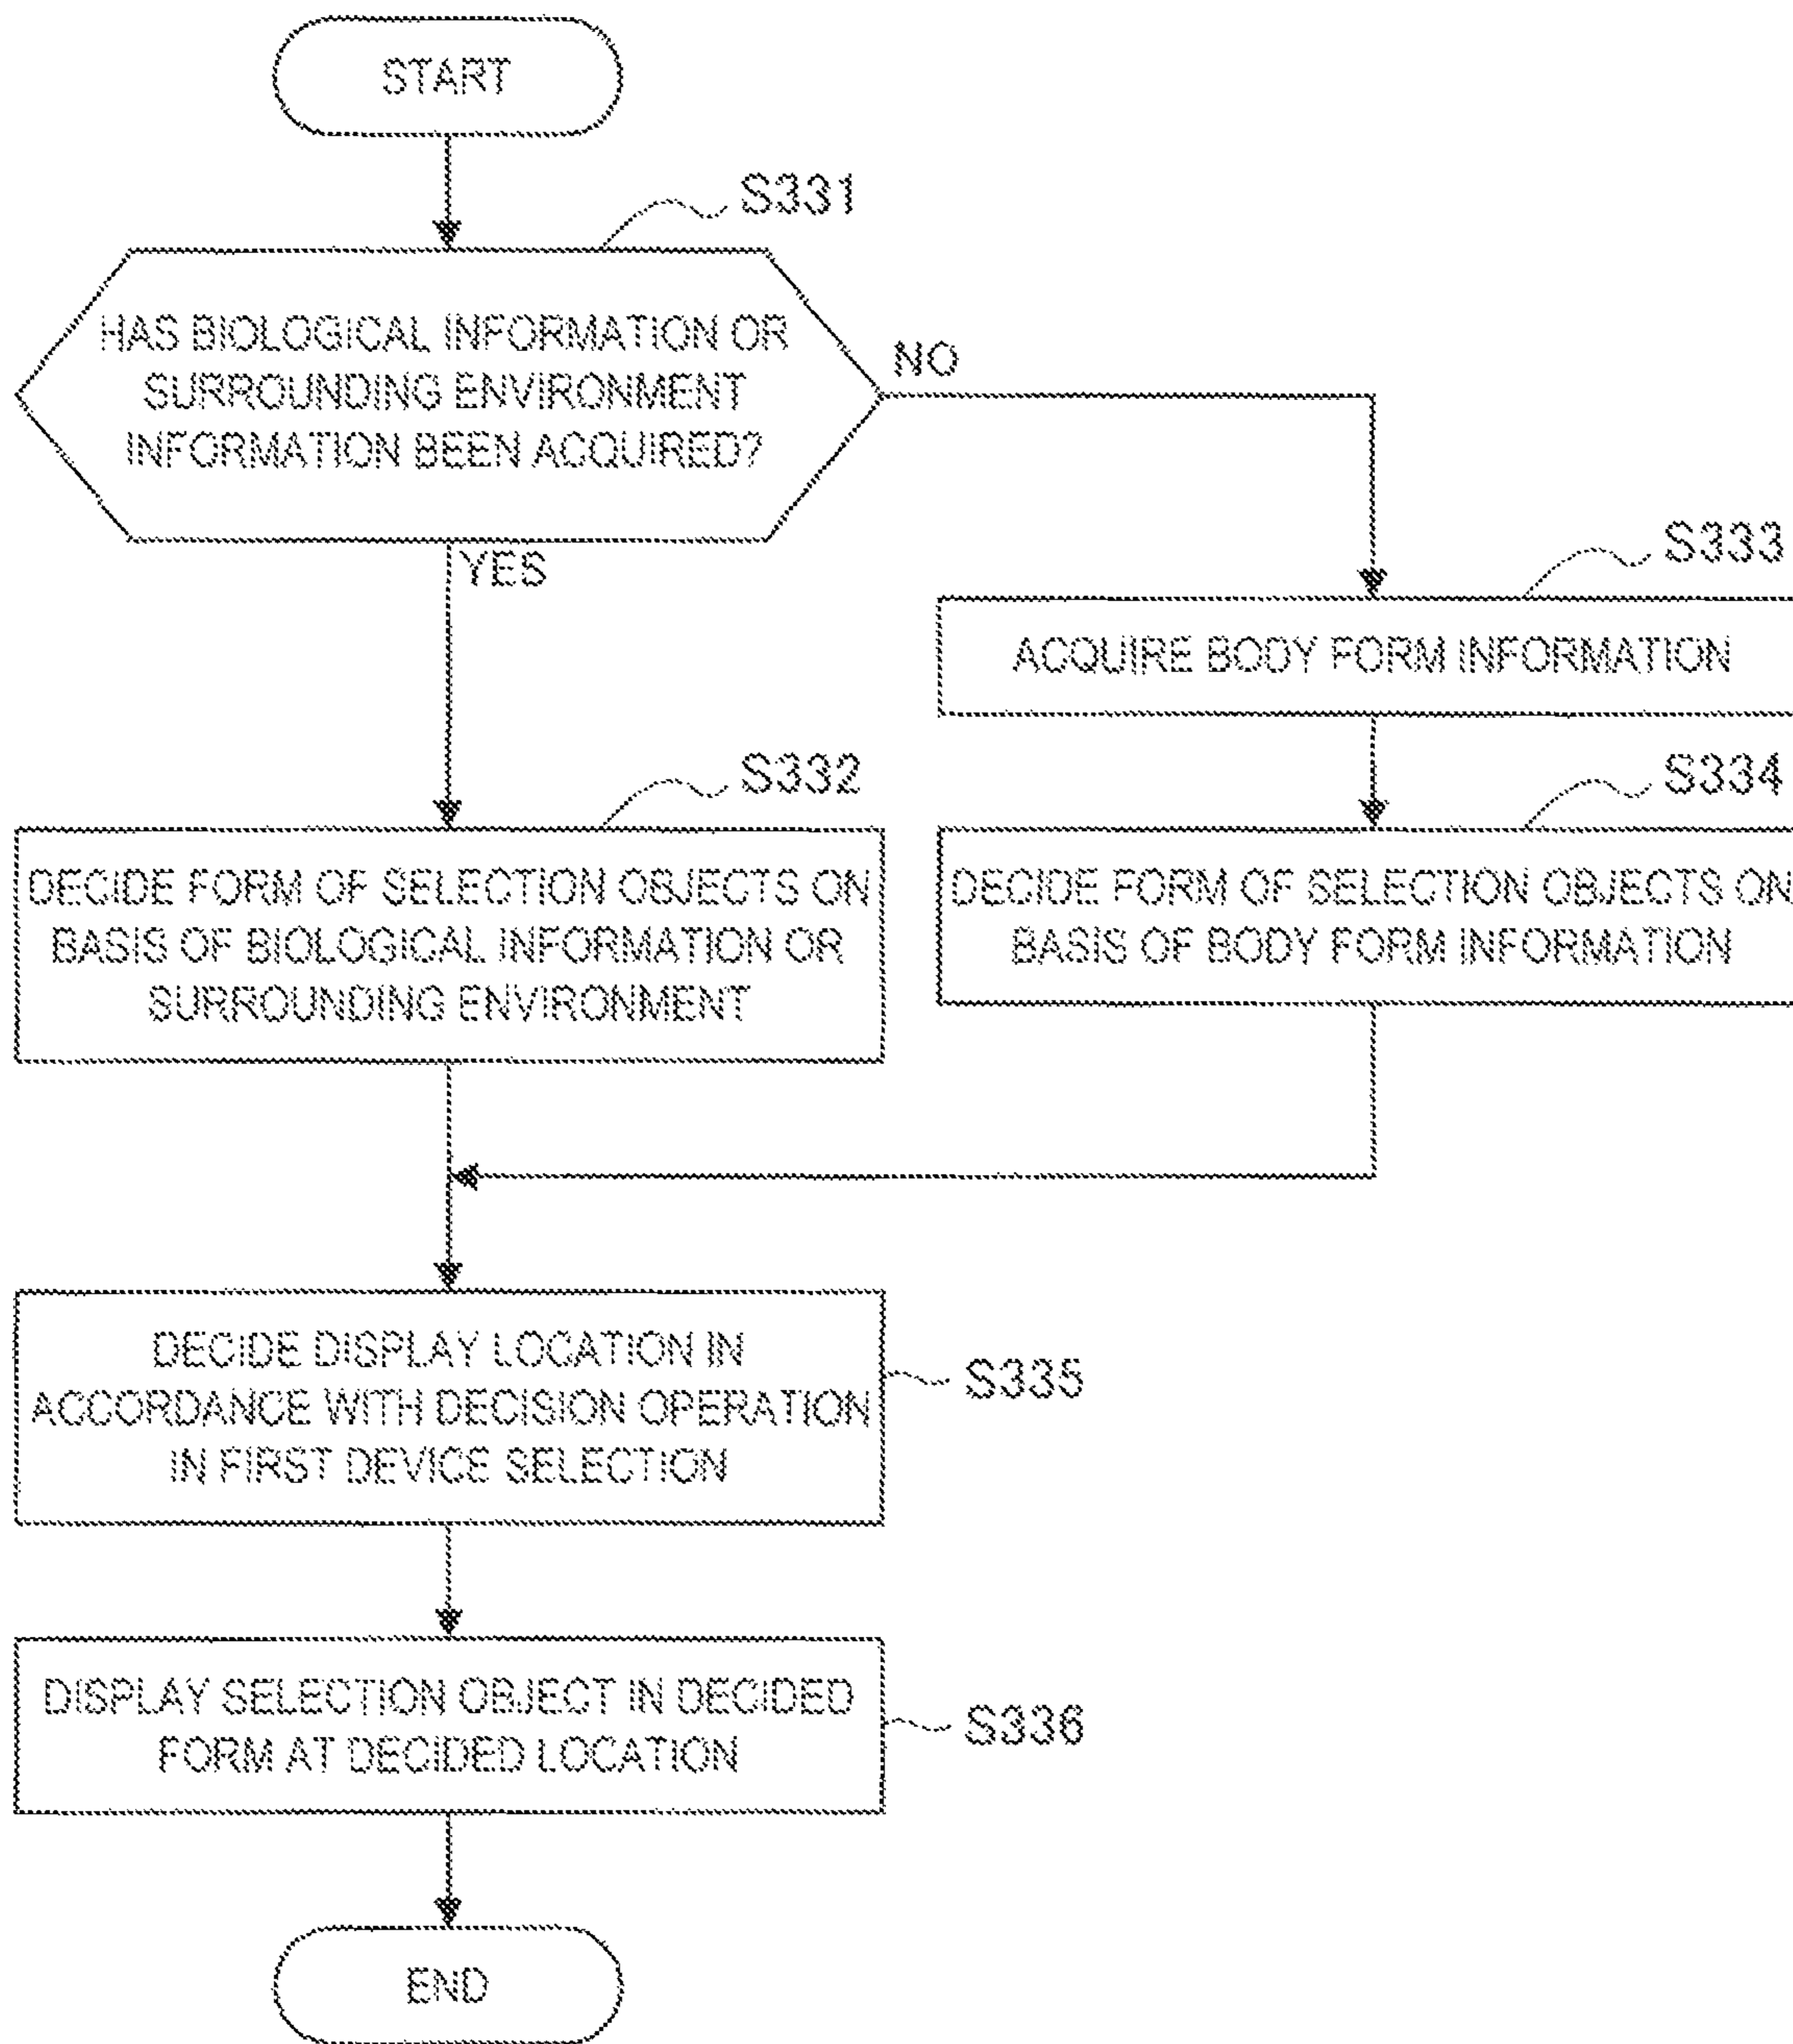 START
S331
HAS BIOLOGICAL INFORMATION OR
SURROUNDING ENVIRONMENT
INFORMATION BEEN ACQUIRED?
NO
YES
S333
ACQUIRE BODY FORM INFORMATION
S332
DECIDE FORM OF SELECTION OBJECTS ON
BASIS OF BIOLOGICAL INFORMATION OR
SURROUNDING ENVIRONMENT
S334
DECIDE FORM OF SELECTION OBJECTS ON
BASIS OF BODY FORM INFORMATION
DECIDE DISPLAY LOCATION IN
ACCORDANCE WITH DECISION OPERATION
IN FIRST DEVICE SELECTION
S335
DISPLAY SELECTION OBJECT IN DECIDED
FORM AT DECIDED LOCATION
S336
END